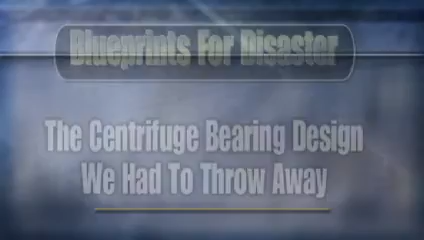 Blueprints For Disaster
The Centrifuge Bearing Design
We Had To Throw Away